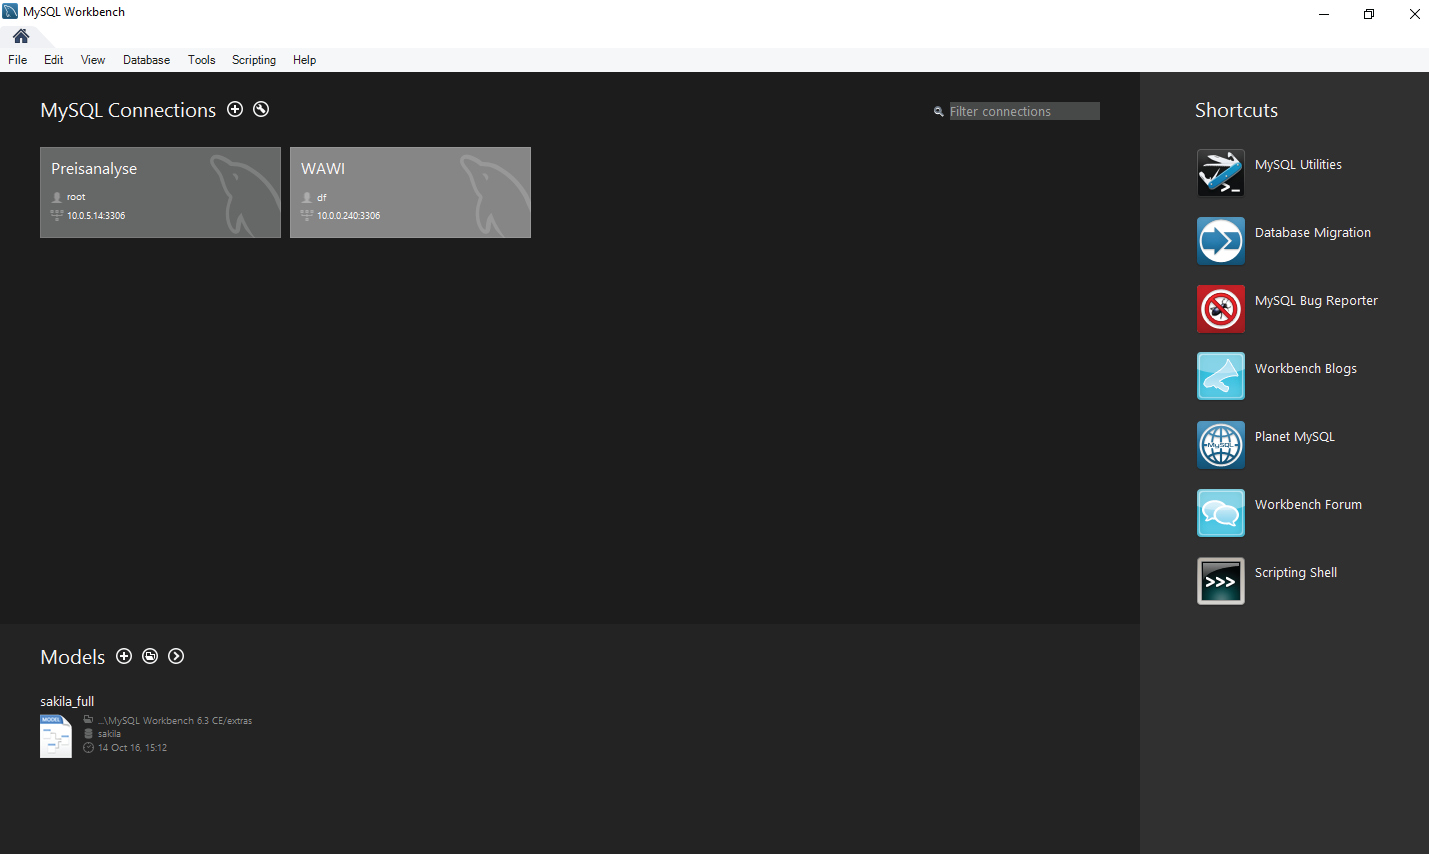 MySQL Workbench
File Edit View Database Tools Scripting Help
MySQL Connections
Filter connections
Preisanalyse
root
10.0.5.14:3306
WAWI
df
10.0.0.240:3306
Shortcuts
MySQL Utilities
Database Migration
MySQL Bug Reporter
Workbench Blogs
MySQL
Planet MySQL
Workbench Forum
>>>
Scripting Shell
Models
sakila_full
MODEL
...\MySQL Workbench 6.3 CE/extras
sakila
14 Oct 16, 15:12